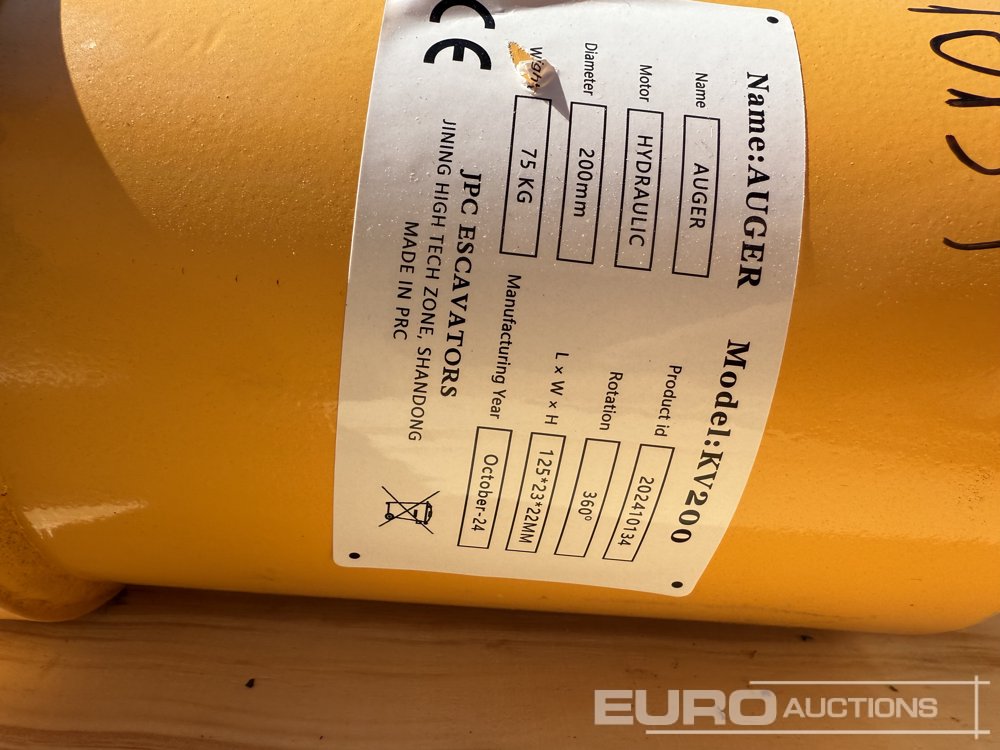 Name:AUGER Model:KV200
Name AUGER Product id 202410134
Motor HYDRAULIC Rotation 360°
Diameter 200mm L × W × H 125*23*22MM
75 KG Manufacturing Year October-24
JPC ESCAVATORS
JINING HIGH TECH ZONE, SHANDONG
MADE IN PRC
CE
EURO AUCTIONS